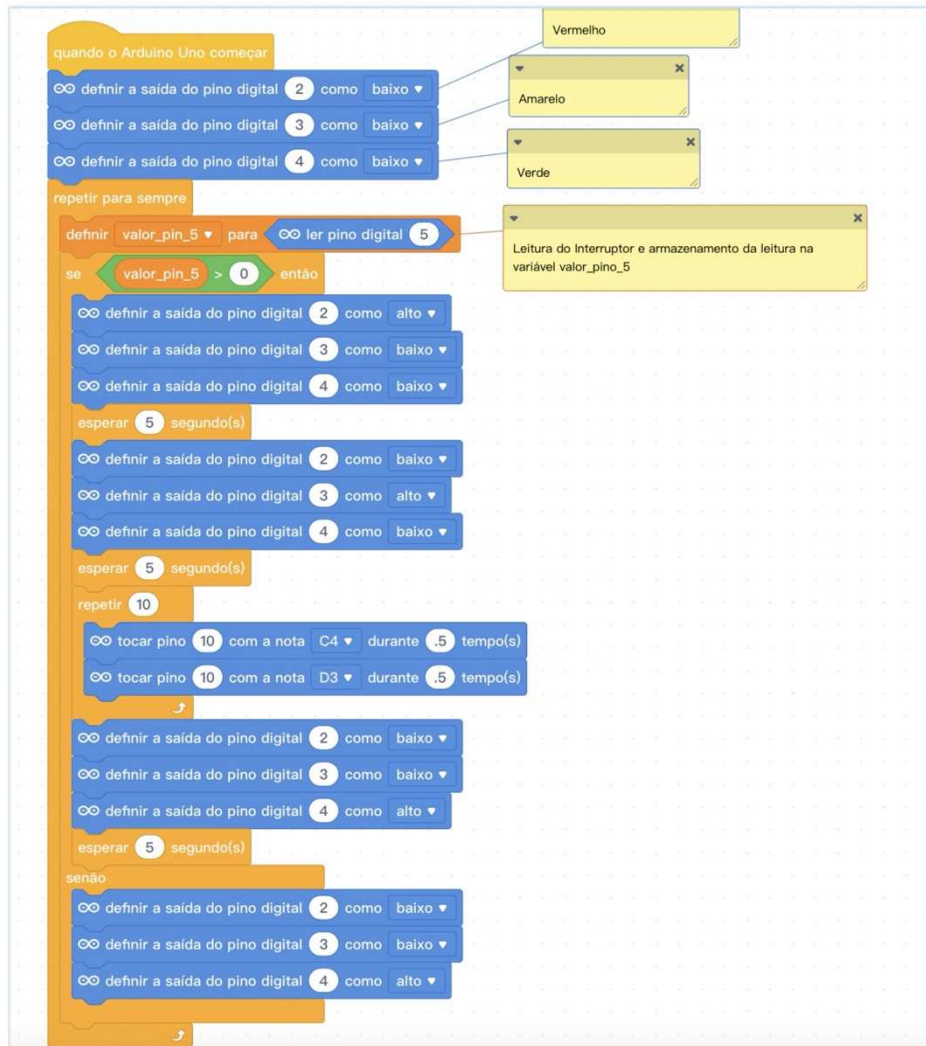 Vermelho
quando o Arduino Uno começar
definir a saída do pino digital 2 como baixo
Amarelo
definir a saída do pino digital 3 como baixo
definir a saída do pino digital 4 como baixo
Verde
repetir para sempre
definir valor_pin_5 para ler pino digital 5
Leitura do Interruptor e armazenamento da leitura na
variável valor_pino_5
se valor_pin_5 > 0 então
definir a saída do pino digital 2 como alto
definir a saída do pino digital 3 como baixo
definir a saída do pino digital 4 como baixo
esperar 5 segundo(s)
definir a saída do pino digital 2 como baixo
definir a saída do pino digital 3 como alto
definir a saída do pino digital 4 como baixo
esperar 5 segundo(s)
repetir 10
tocar pino 10 com a nota C4 durante .5 tempo(s)
tocar pino 10 com a nota D3 durante .5 tempo(s)
definir a saída do pino digital 2 como baixo
definir a saída do pino digital 3 como baixo
definir a saída do pino digital 4 como alto
esperar 5 segundo(s)
senão
definir a saída do pino digital 2 como baixo
definir a saída do pino digital 3 como baixo
definir a saída do pino digital 4 como alto